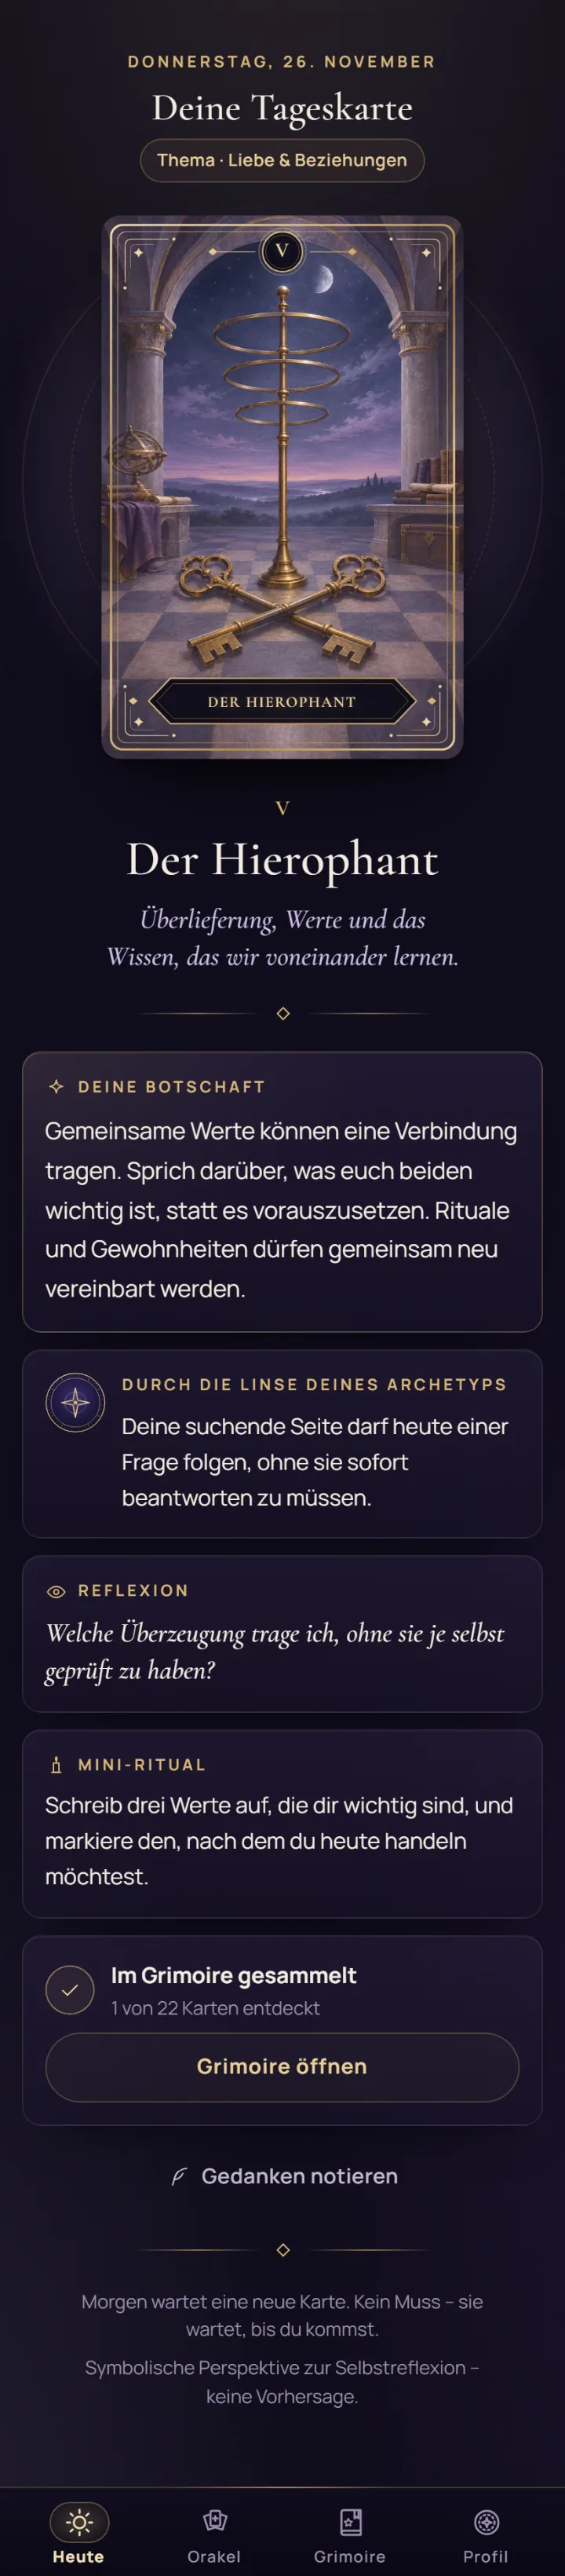 DONNERSTAG, 26. NOVEMBER
Deine Tageskarte
Thema · Liebe & Beziehungen
V
DER HIEROPHANT
V
Der Hierophant
Überlieferung, Werte und das
Wissen, das wir voneinander lernen.
DEINE BOTSCHAFT
Gemeinsame Werte können eine Verbindung
tragen. Sprich darüber, was euch beiden
wichtig ist, statt es vorauszusetzen. Rituale
und Gewohnheiten dürfen gemeinsam neu
vereinbart werden.
DURCH DIE LINSE DEINES ARCHETYPS
Deine suchende Seite darf heute einer
Frage folgen, ohne sie sofort
beantworten zu müssen.
REFLEXION
Welche Überzeugung trage ich, ohne sie je selbst
geprüft zu haben?
MINI-RITUAL
Schreib drei Werte auf, die dir wichtig sind, und
markiere den, nach dem du heute handeln
möchtest.
Im Grimoire gesammelt
1 von 22 Karten entdeckt
Grimoire öffnen
Gedanken notieren
Morgen wartet eine neue Karte. Kein Muss – sie
wartet, bis du kommst.
Symbolische Perspektive zur Selbstreflexion –
keine Vorhersage.
Heute
Orakel
Grimoire
Profil